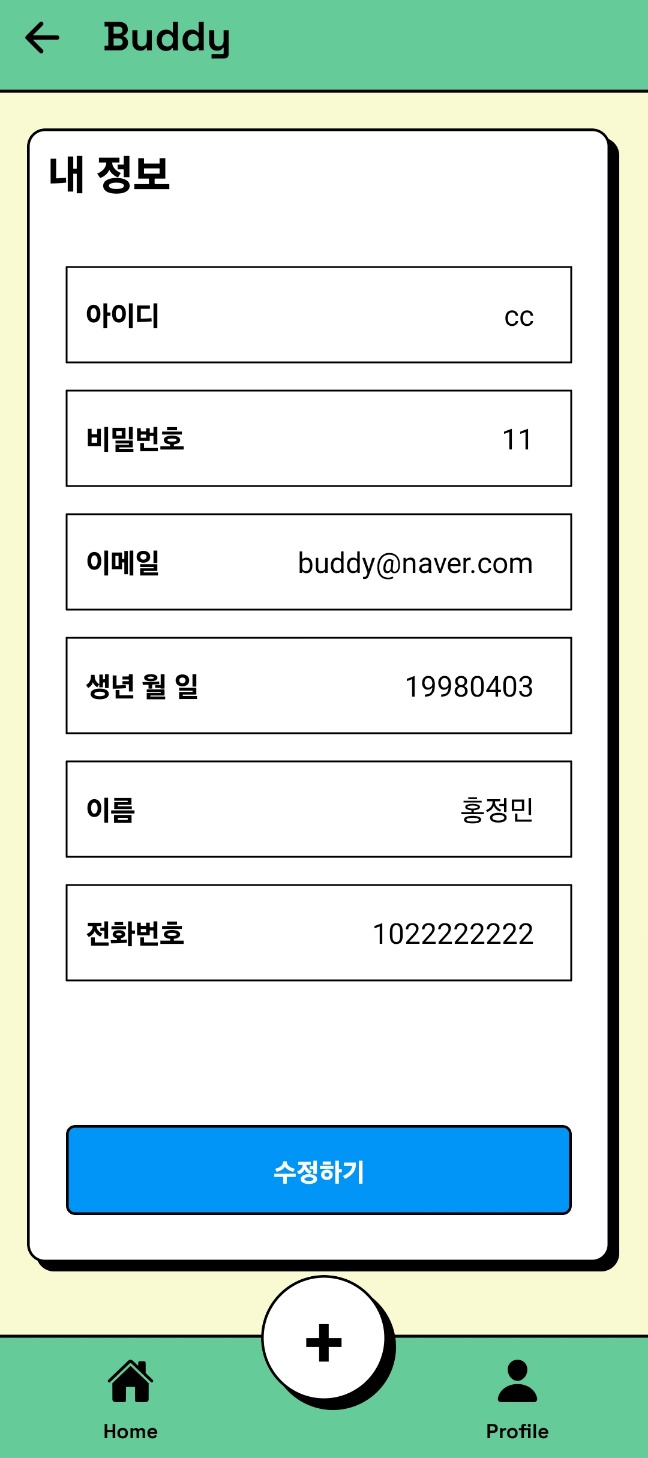 Buddy
내 정보
아이디 cc
비밀번호 11
이메일 buddy@naver.com
생년 월 일 19980403
이름 홍정민
전화번호 1022222222
수정하기
+
Home Profile